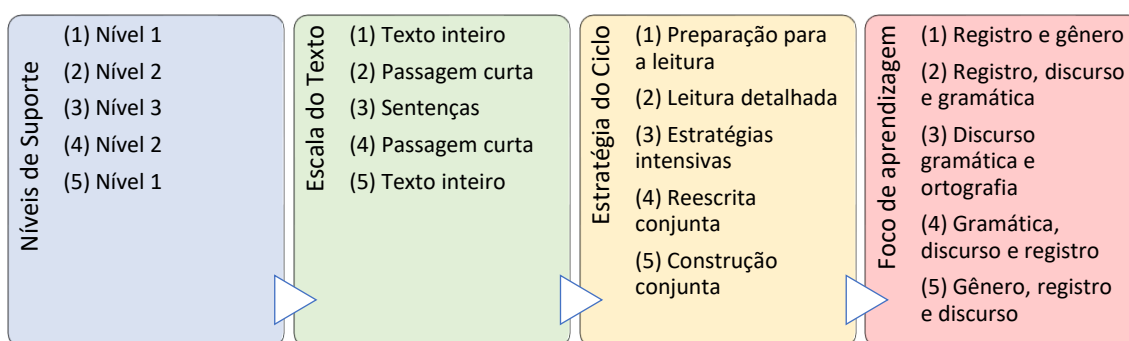 Níveis de Suporte
(1) Nível 1
(2) Nível 2
(3) Nível 3
(4) Nível 2
(5) Nível 1
Escala do Texto
(1) Texto inteiro
(2) Passagem curta
(3) Sentenças
(4) Passagem curta
(5) Texto inteiro
Estratégia do Ciclo
(1) Preparação para
a leitura
(2) Leitura detalhada
(3) Estratégias
intensivas
(4) Reescrita
conjunta
(5) Construção
conjunta
Foco de aprendizagem
(1) Registro e gênero
(2) Registro, discurso
e gramática
(3) Discurso
gramática e
ortografia
(4) Gramática,
discurso e registro
(5) Gênero, registro
e discurso